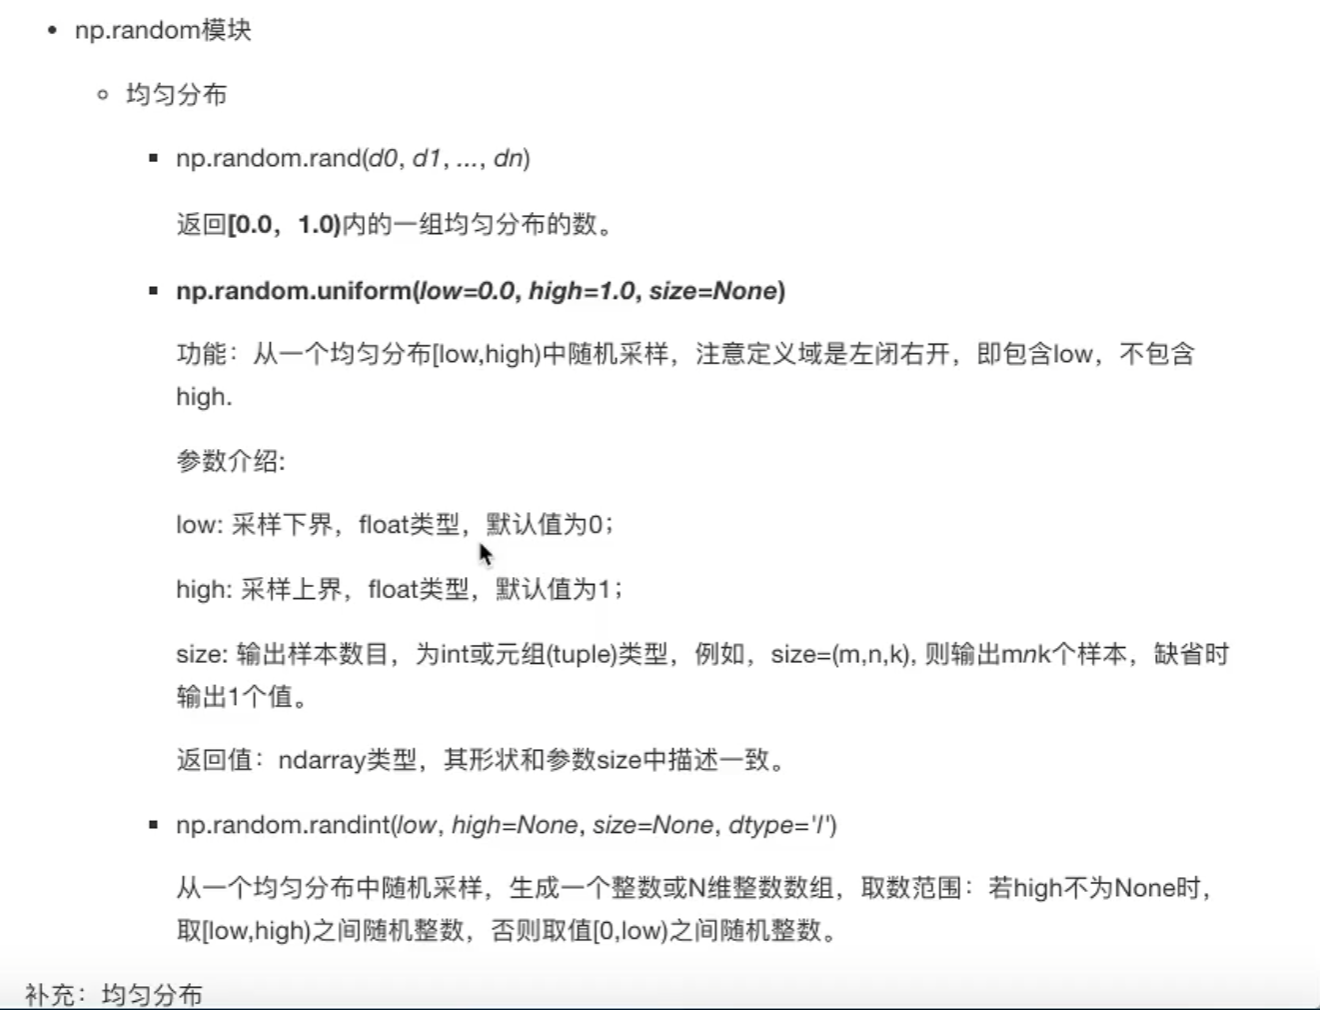 np.random模块
均匀分布
np.random.rand(d0, d1, ..., dn)
返回[0.0，1.0)内的一组均匀分布的数。
np.random.uniform(low=0.0, high=1.0, size=None)
功能：从一个均匀分布[low,high)中随机采样，注意定义域是左闭右开，即包含low，不包含
high.
参数介绍:
low: 采样下界，float类型，默认值为0；
high: 采样上界，float类型，默认值为1；
size: 输出样本数目，为int或元组(tuple)类型，例如，size=(m,n,k), 则输出mnk个样本，缺省时
输出1个值。
返回值：ndarray类型，其形状和参数size中描述一致。
np.random.randint(low, high=None, size=None, dtype='l')
从一个均匀分布中随机采样，生成一个整数或N维整数数组，取数范围：若high不为None时，
取[low,high)之间随机整数，否则取值[0,low)之间随机整数。
补充：均匀分布